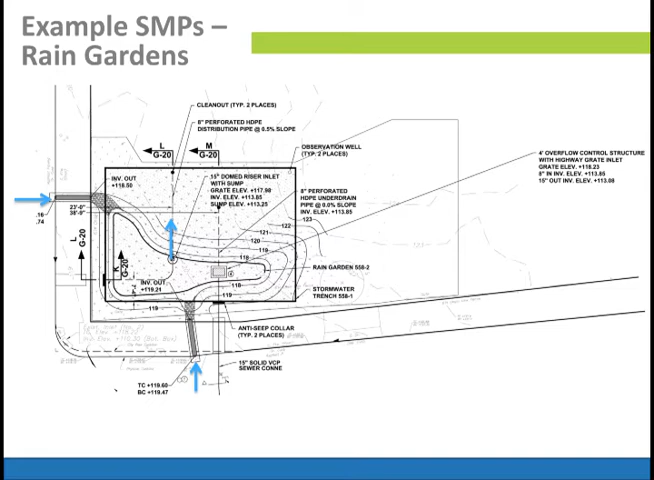 Example SMPs –
Rain Gardens
CLEANOUT (TYP. 2 PLACES)
8" PERFORATED HDPE
DISTRIBUTION PIPE @ 0.5% SLOPE
L
G-20
M
G-20
OBSERVATION WELL
(TYP. 2 PLACES)
4' OVERFLOW CONTROL STRUCTURE
WITH HIGHWAY GRATE INLET
GRATE ELEV. +118.23
8" IN INV. ELEV. +113.85
15" OUT INV. ELEV. +113.08
INV. OUT
+118.50
15" DOMED RISER INLET
WITH SUMP
GRATE ELEV. +117.98
INV. ELEV. +113.85
SUMP ELEV. +113.25
8" PERFORATED
HDPE UNDERDRAIN
PIPE @ 0.0% SLOPE
INV. ELEV. +113.85
23'-0"
38'-0"
.16
.74
123
122
121
120
119
118
L
G-20
K
G-20
RAIN GARDEN 558-2
INV. OUT
+119.21
118
119
STORMWATER
TRENCH 558-1
119
ANTI-SEEP COLLAR
(TYP. 2 PLACES)
15" SOLID VCP
SEWER CONNE
TC +119.60
BC +119.47